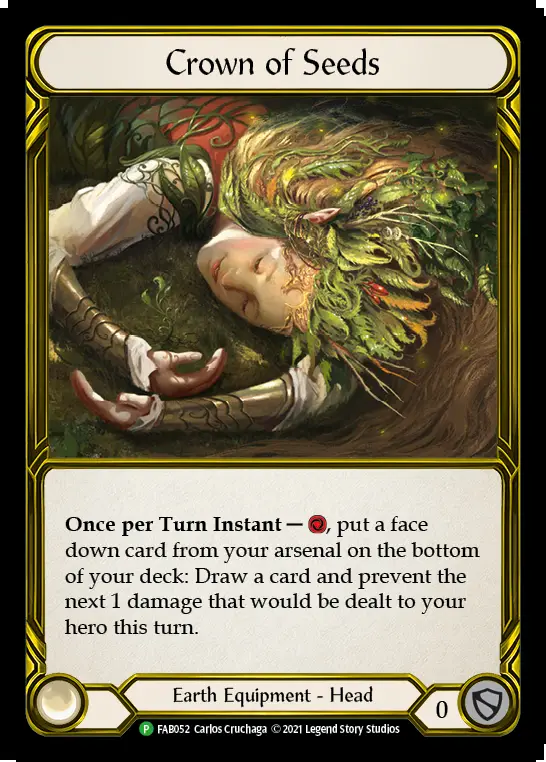 Crown of Seeds
Once per Turn Instant — , put a face
down card from your arsenal on the bottom
of your deck: Draw a card and prevent the
next 1 damage that would be dealt to your
hero this turn.
Earth Equipment - Head
0
P FAB052 Carlos Cruchaga © 2021 Legend Story Studios